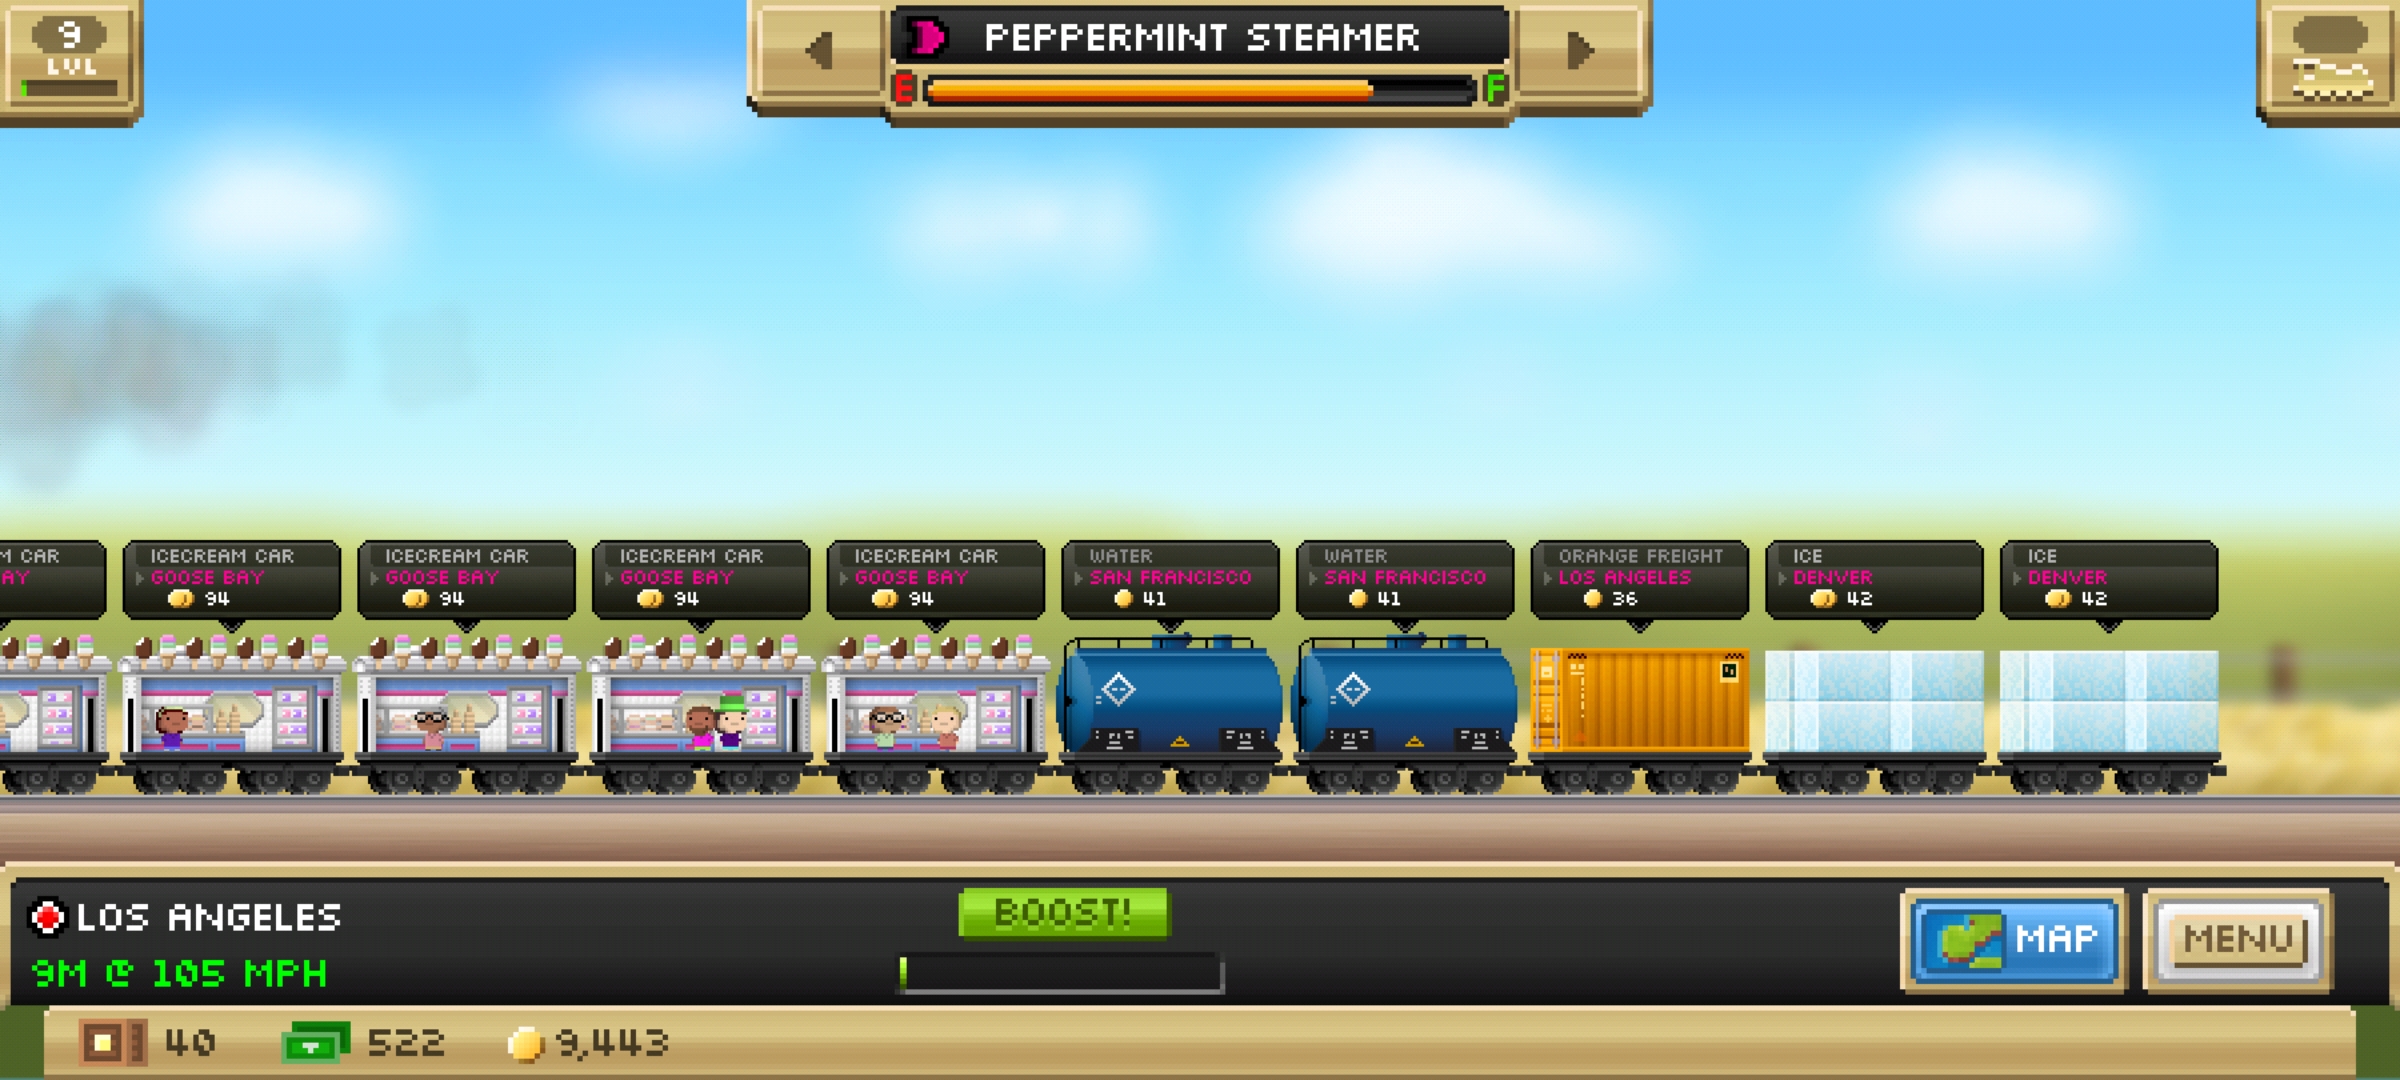 9
LVL
PEPPERMINT STEAMER
E
F
M CAR
AY
ICECREAM CAR
GOOSE BAY
94
ICECREAM CAR
GOOSE BAY
94
ICECREAM CAR
GOOSE BAY
94
ICECREAM CAR
GOOSE BAY
94
WATER
SAN FRANCISCO
41
WATER
SAN FRANCISCO
41
ORANGE FREIGHT
LOS ANGELES
36
ICE
DENVER
42
ICE
DENVER
42
LOS ANGELES
9M @ 105 MPH
BOOST!
MAP
MENU
40
522
9,443